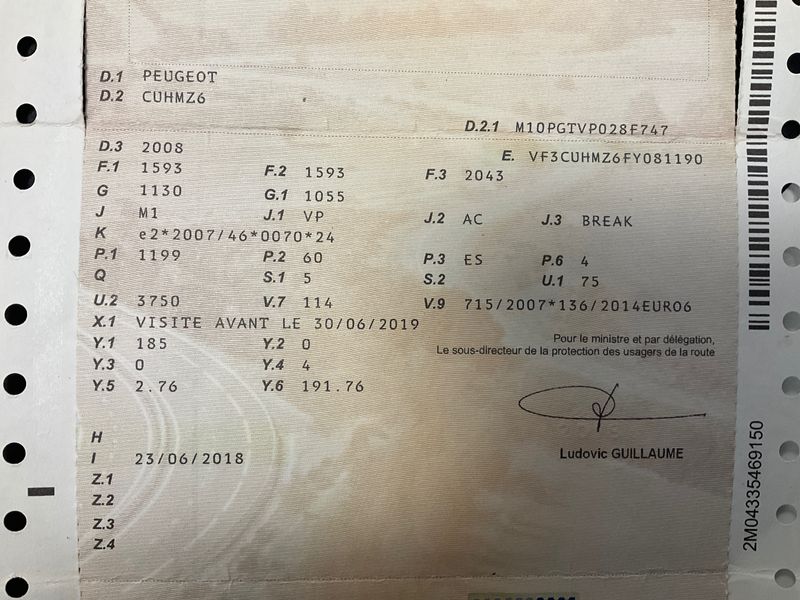 D.1 PEUGEOT
D.2 CUHMZ6
D.2.1 M10PGTVP028F747
D.3 2008
E. VF3CUHMZ6FY081190
F.1 1593 F.2 1593 F.3 2043
G 1130 G.1 1055
J M1 J.1 VP J.2 AC J.3 BREAK
K e2*2007/46*0070*24
P.1 1199 P.2 60 P.3 ES P.6 4
Q S.1 5 S.2 U.1 75
U.2 3750 V.7 114 V.9 715/2007*136/2014EURO6
X.1 VISITE AVANT LE 30/06/2019
Y.1 185 Y.2 0
Y.3 0 Y.4 4
Y.5 2.76 Y.6 191.76
Pour le ministre et par délégation,
Le sous-directeur de la protection des usagers de la route
Ludovic GUILLAUME
H
I 23/06/2018
Z.1
Z.2
Z.3
Z.4
2M04335469150